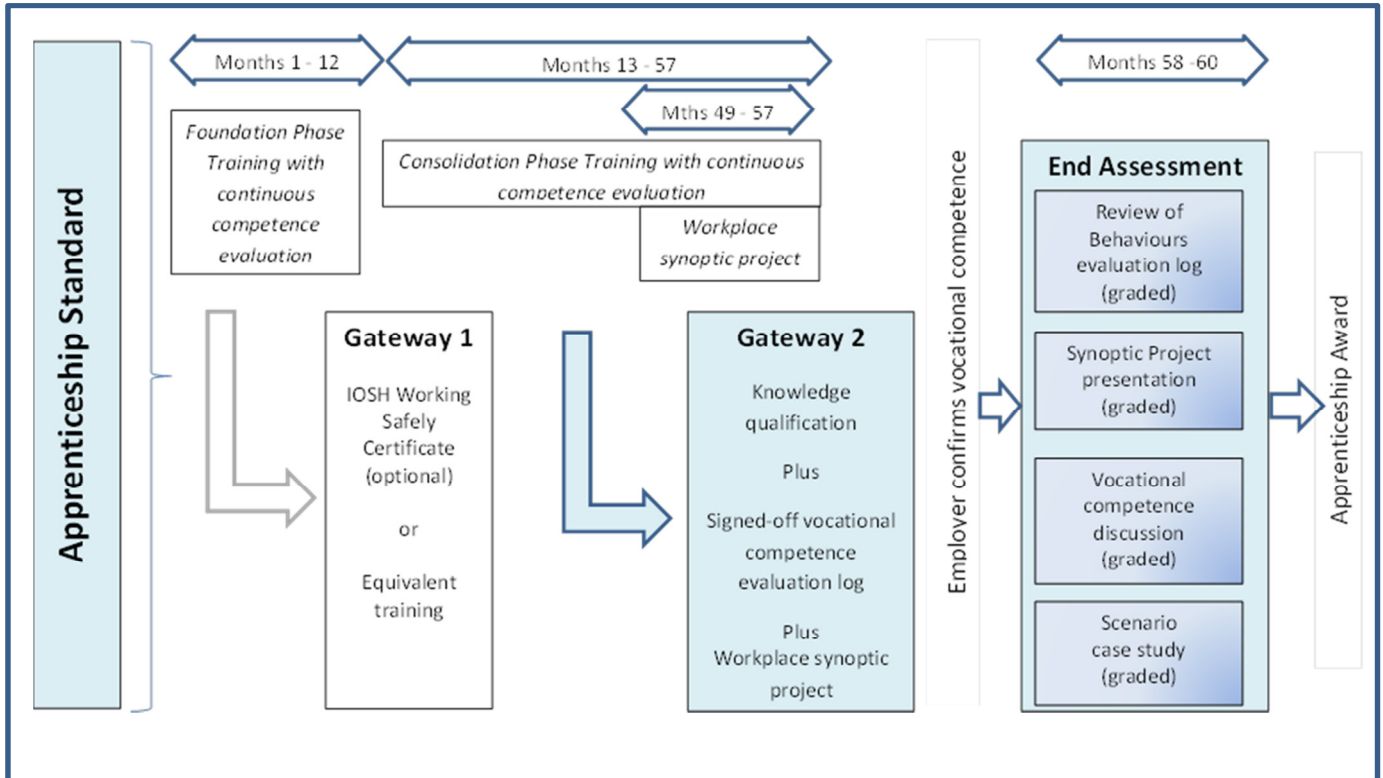 Apprenticeship Standard
Months 1 - 12
Months 13 - 57
Mths 49 - 57
Months 58 -60
Foundation Phase
Training with
continuous
competence
evaluation
Consolidation Phase Training with continuous
competence evaluation
Workplace
synoptic project
Gateway 1
IOSH Working
Safely
Certificate
(optional)
or
Equivalent
training
Gateway 2
Knowledge
qualification
Plus
Signed-off vocational
competence
evaluation log
Plus
Workplace synoptic
project
Employer confirms vocational competence
End Assessment
Review of
Behaviours
evaluation log
(graded)
Synoptic Project
presentation
(graded)
Vocational
competence
discussion
(graded)
Scenario
case study
(graded)
Apprenticeship Award